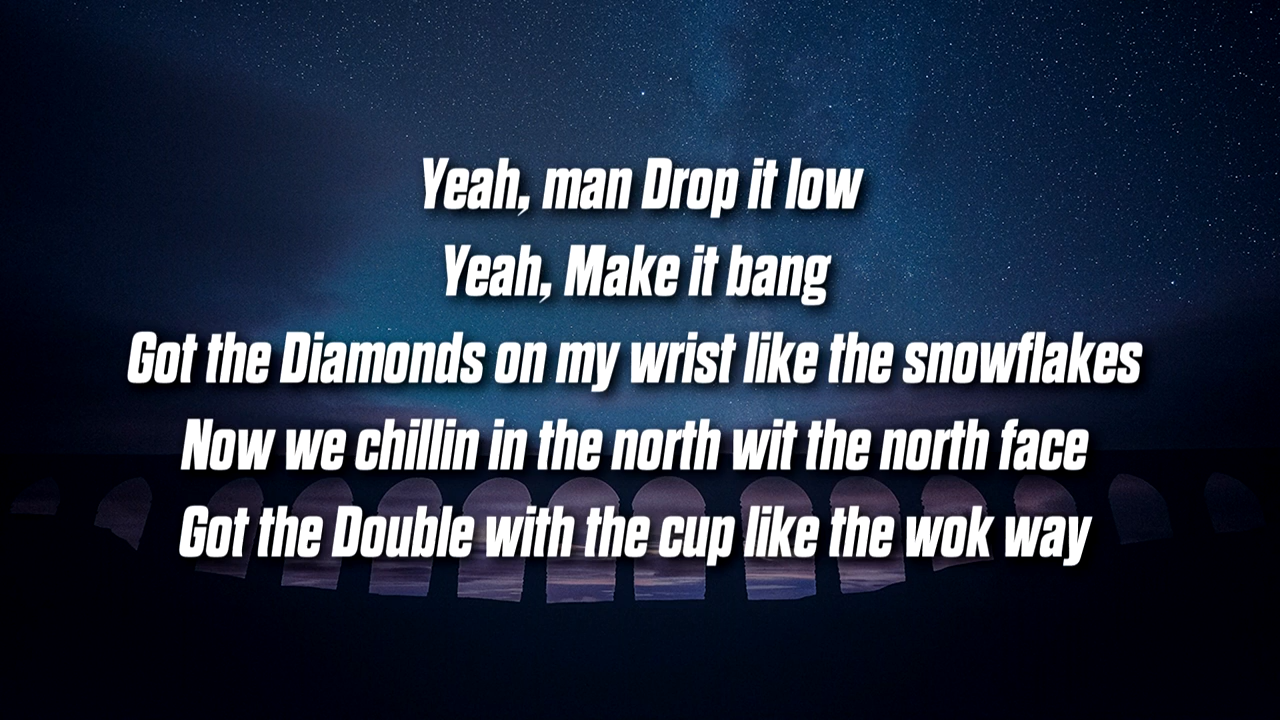 Yeah, man Drop it low
Yeah, Make it bang
Got the Diamonds on my wrist like the snowflakes
Now we chillin in the north wit the north face
Got the Double with the cup like the wok way